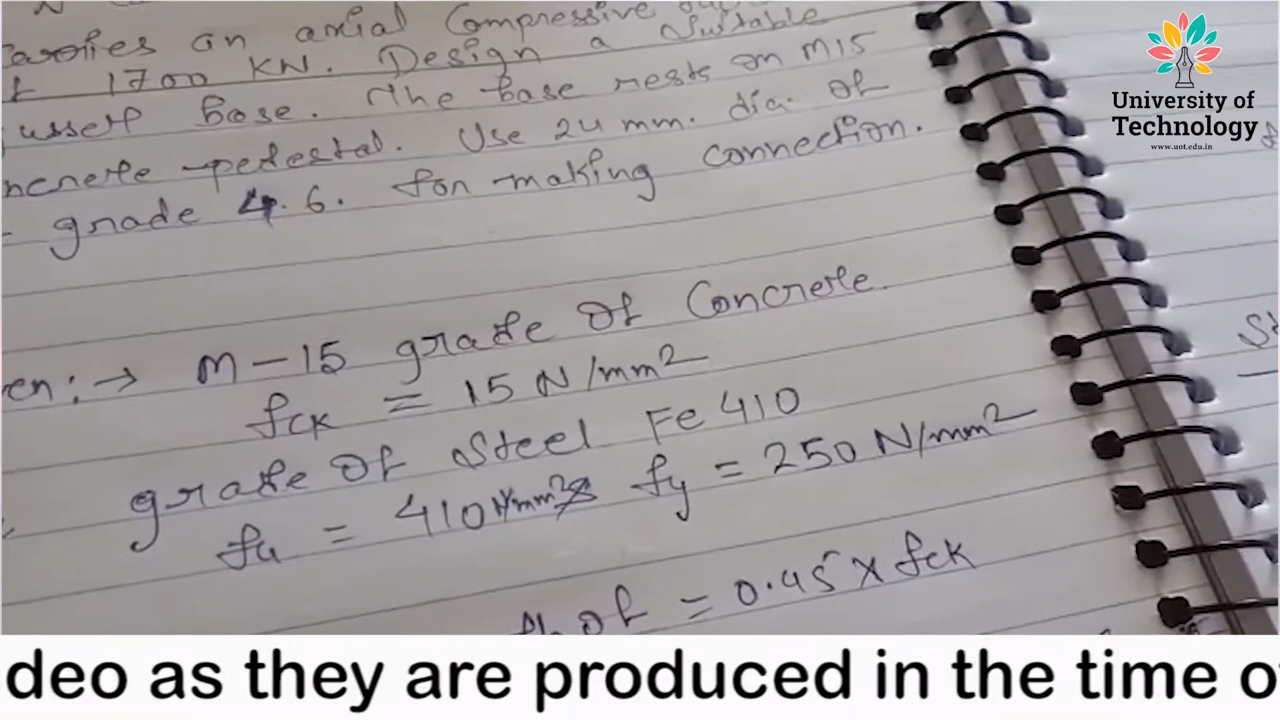 an axial Compressive
1700 KN. Design a Suitable
base. The base rests on M15
pedestal. Use 24 mm. dia. of
grade 4.6. for making connection.
en: → M-15 grade of Concrete.
fck = 15 N/mm2
grade of Steel Fe 410
fu = 410 N/mm2 fy = 250 N/mm2
of = 0.45 x fck
University of
Technology
www.uot.edu.in
deo as they are produced in the time o